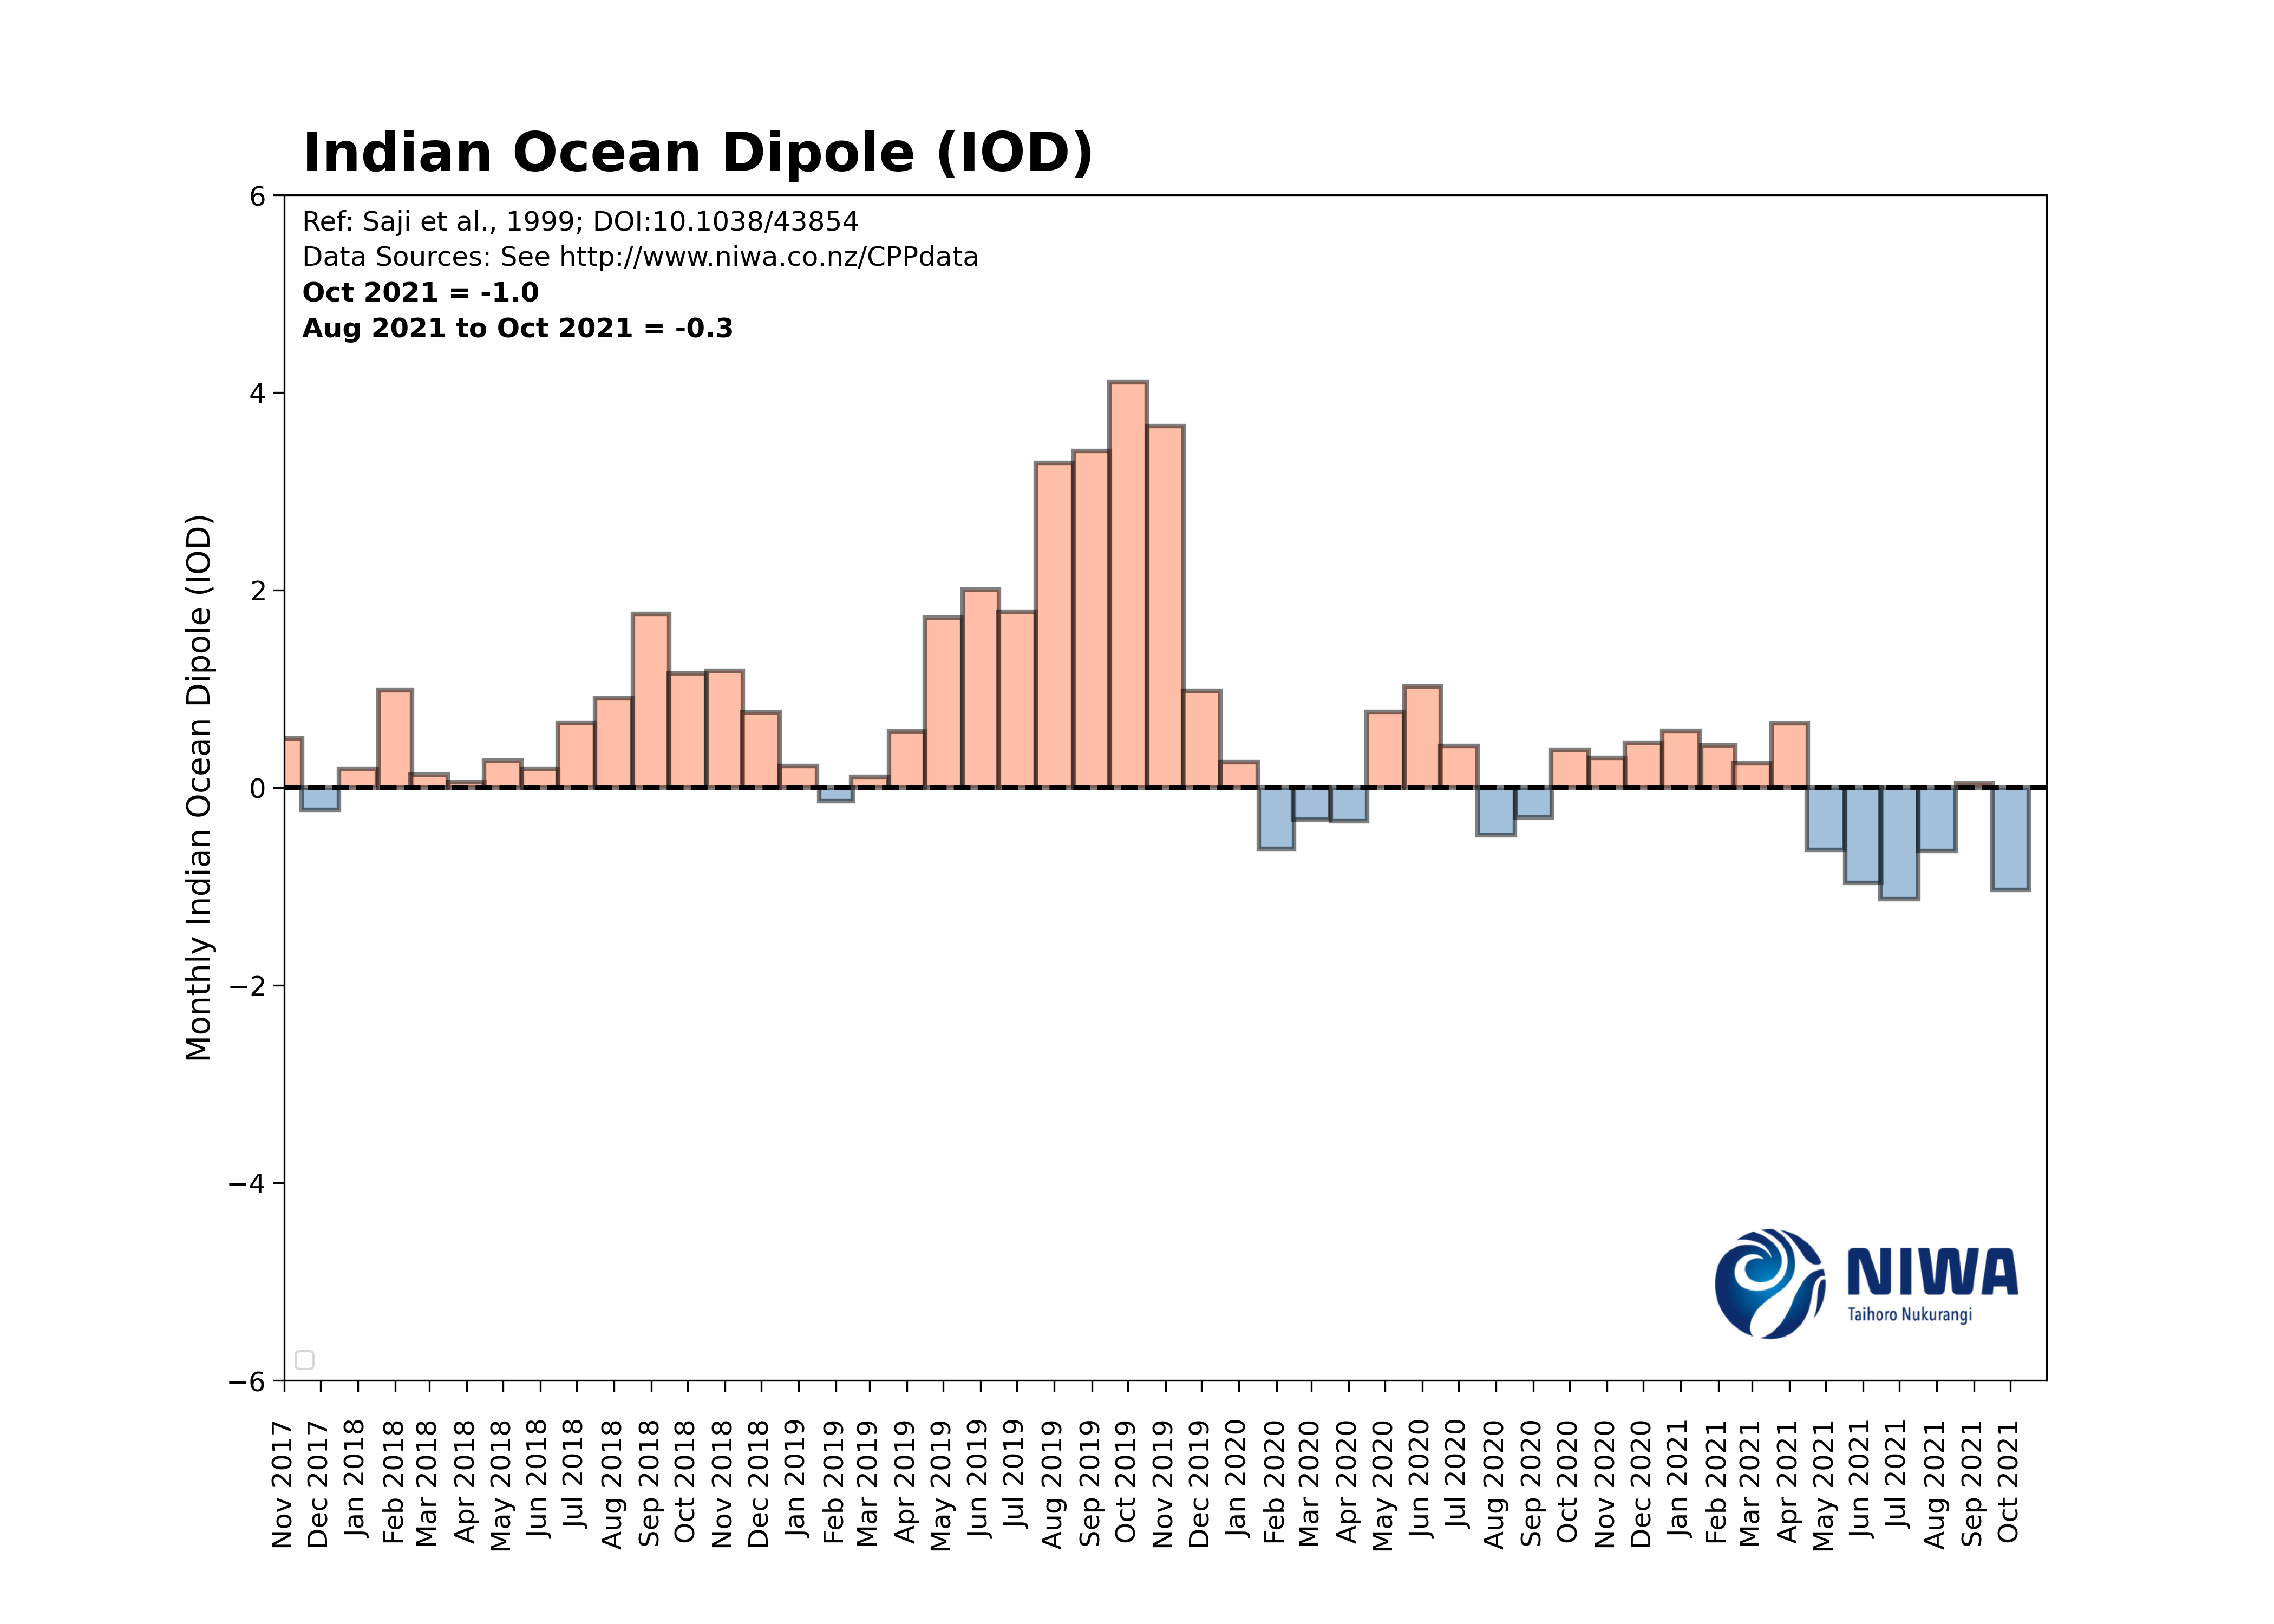 Indian Ocean Dipole (IOD)
Ref: Saji et al., 1999; DOI:10.1038/43854
Data Sources: See http://www.niwa.co.nz/CPPdata
Oct 2021 = -1.0
Aug 2021 to Oct 2021 = -0.3
Monthly Indian Ocean Dipole (IOD)
6
4
2
0
−2
−4
−6
NIWA
Taihoro Nukurangi
Nov 2017
Dec 2017
Jan 2018
Feb 2018
Mar 2018
Apr 2018
May 2018
Jun 2018
Jul 2018
Aug 2018
Sep 2018
Oct 2018
Nov 2018
Dec 2018
Jan 2019
Feb 2019
Mar 2019
Apr 2019
May 2019
Jun 2019
Jul 2019
Aug 2019
Sep 2019
Oct 2019
Nov 2019
Dec 2019
Jan 2020
Feb 2020
Mar 2020
Apr 2020
May 2020
Jun 2020
Jul 2020
Aug 2020
Sep 2020
Oct 2020
Nov 2020
Dec 2020
Jan 2021
Feb 2021
Mar 2021
Apr 2021
May 2021
Jun 2021
Jul 2021
Aug 2021
Sep 2021
Oct 2021